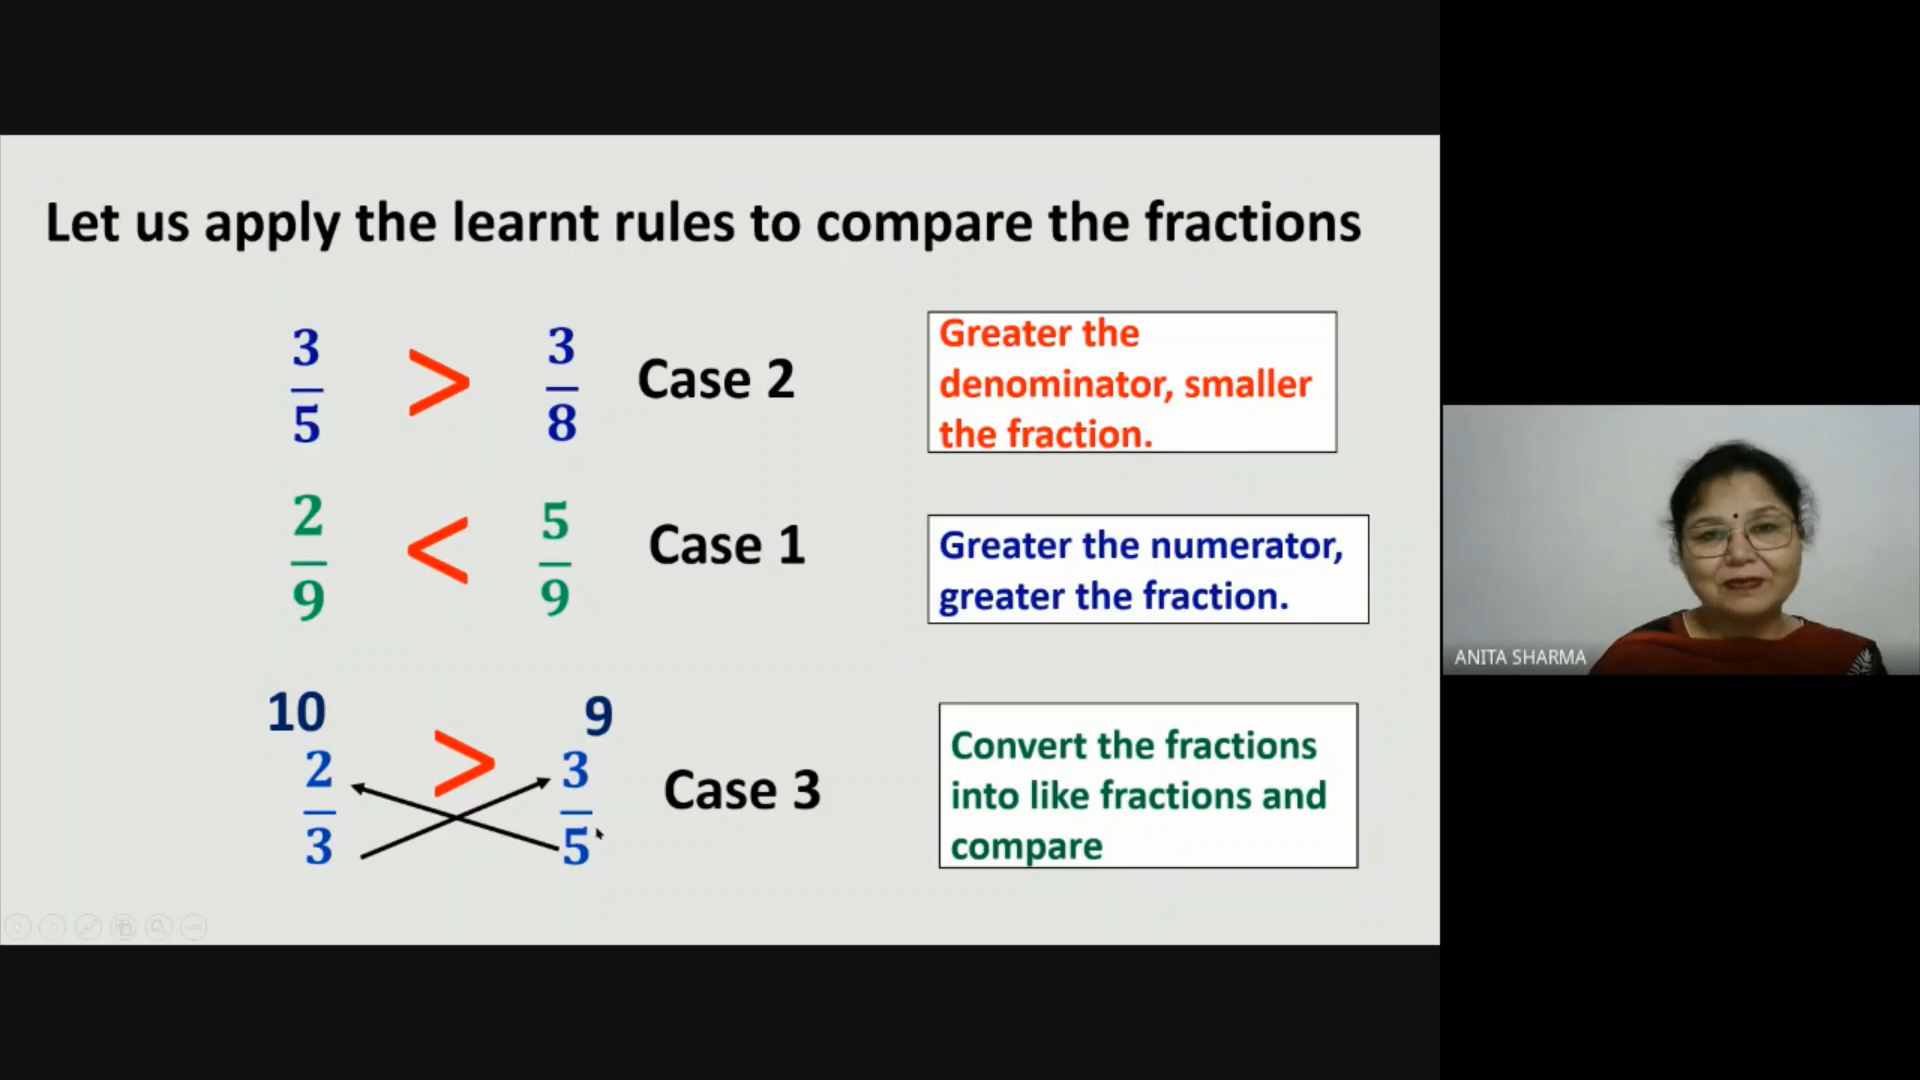 Let us apply the learnt rules to compare the fractions
3/5 > 3/8 Case 2
Greater the
denominator, smaller
the fraction.
2/9 < 5/9 Case 1
Greater the numerator,
greater the fraction.
10 9
2/3 > 3/5 Case 3
Convert the fractions
into like fractions and
compare
ANITA SHARMA